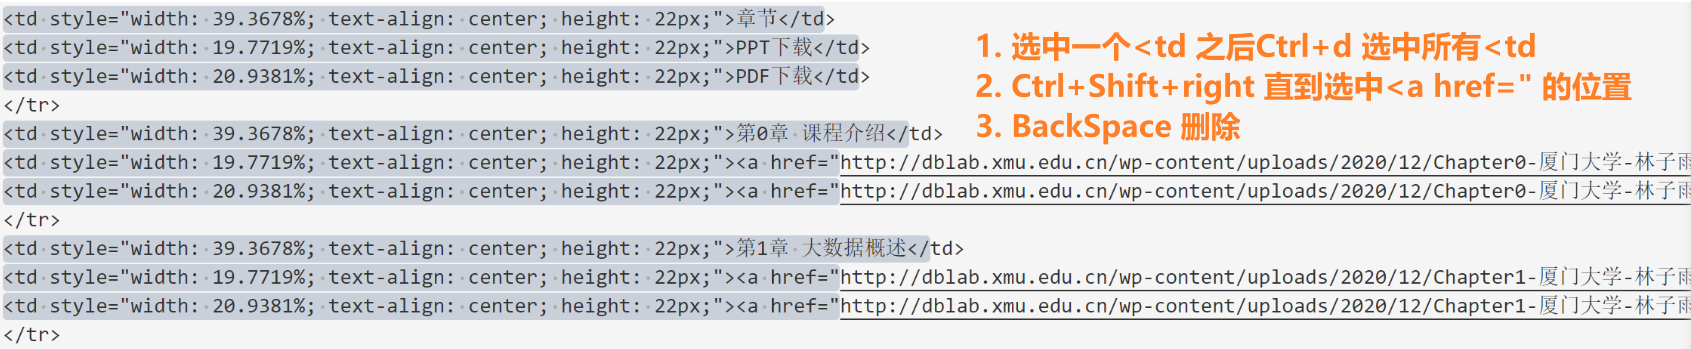 <td style="width: 39.3678%; text-align: center; height: 22px;">章节</td>
<td style="width: 19.7719%; text-align: center; height: 22px;">PPT下载</td>
<td style="width: 20.9381%; text-align: center; height: 22px;">PDF下载</td>
</tr>
<td style="width: 39.3678%; text-align: center; height: 22px;">第0章 课程介绍</td>
<td style="width: 19.7719%; text-align: center; height: 22px;"><a href="http://dblab.xmu.edu.cn/wp-content/uploads/2020/12/Chapter0-厦门大学-林子雨
<td style="width: 20.9381%; text-align: center; height: 22px;"><a href="http://dblab.xmu.edu.cn/wp-content/uploads/2020/12/Chapter0-厦门大学-林子雨
</tr>
<td style="width: 39.3678%; text-align: center; height: 22px;">第1章 大数据概述</td>
<td style="width: 19.7719%; text-align: center; height: 22px;"><a href="http://dblab.xmu.edu.cn/wp-content/uploads/2020/12/Chapter1-厦门大学-林子雨
<td style="width: 20.9381%; text-align: center; height: 22px;"><a href="http://dblab.xmu.edu.cn/wp-content/uploads/2020/12/Chapter1-厦门大学-林子雨
</tr>
1. 选中一个<td 之后Ctrl+d 选中所有<td
2. Ctrl+Shift+right 直到选中<a href=" 的位置
3. BackSpace 删除